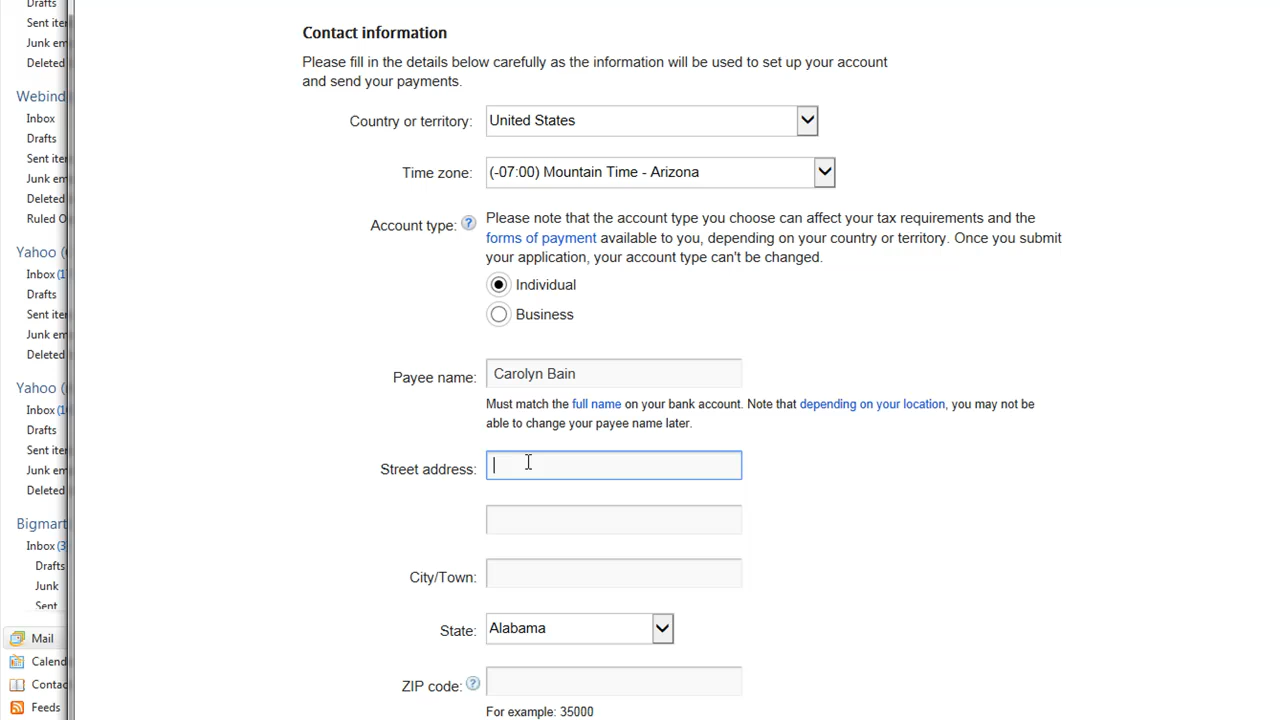 Drafts
Sent ite
Junk em
Deleted
Webind
Inbox
Drafts
Sent ite
Junk em
Deleted
Ruled O
Yahoo (
Inbox (1
Drafts
Sent ite
Junk em
Deleted
Yahoo (
Inbox (1
Drafts
Sent ite
Junk em
Deleted
Bigmart
Inbox (3
Drafts
Junk
Sent
Mail
Calend
Contac
Feeds
Contact information
Please fill in the details below carefully as the information will be used to set up your account
and send your payments.
Country or territory: United States
Time zone: (-07:00) Mountain Time - Arizona
Account type: ? Please note that the account type you choose can affect your tax requirements and the
forms of payment available to you, depending on your country or territory. Once you submit
your application, your account type can't be changed.
Individual
Business
Payee name: Carolyn Bain
Must match the full name on your bank account. Note that depending on your location, you may not be
able to change your payee name later.
Street address:
City/Town:
State: Alabama
ZIP code: ?
For example: 35000